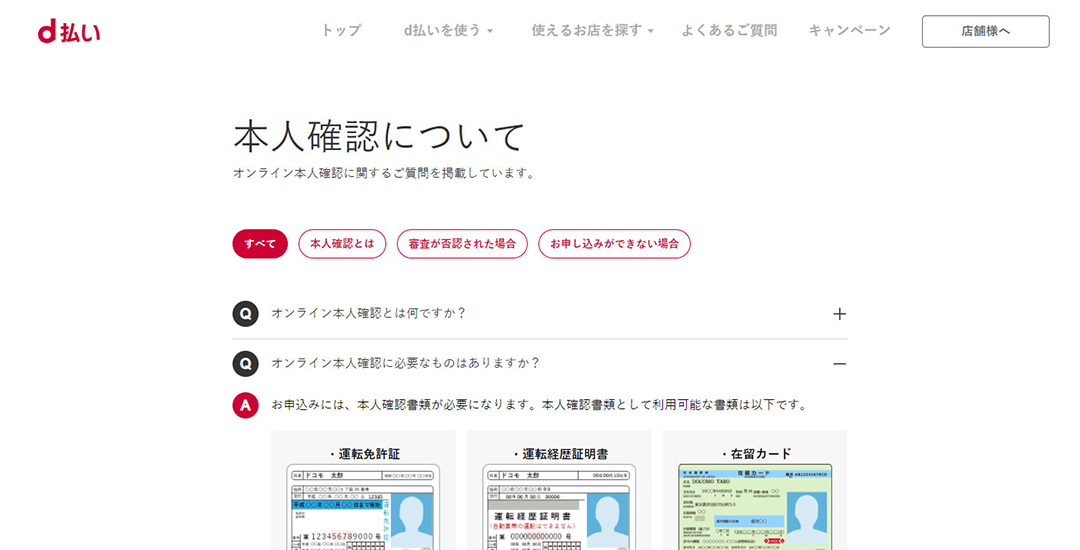 d払い
トップ
d払いを使う
使えるお店を探す
よくあるご質問
キャンペーン
店舗様へ
本人確認について
オンライン本人確認に関するご質問を掲載しています。
すべて
本人確認とは
審査が否認された場合
お申し込みができない場合
Q オンライン本人確認とは何ですか？
Q オンライン本人確認に必要なものはありますか？
A お申込みには、本人確認書類が必要になります。本人確認書類として利用可能な書類は以下です。
・運転免許証
・運転経歴証明書
・在留カード
ドコモ 太郎
12345
日まで有効
運転免許証
第 123456789000 号
ドコモ 太郎
運転経歴証明書
(自動車等の運転はできません)
第 000000000000 号
在留カード
DOCOMO TARO